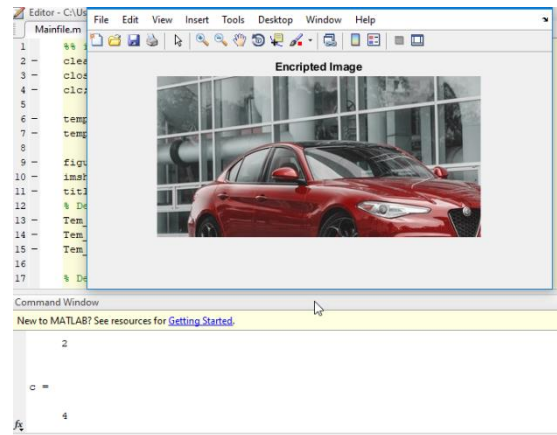 Editor - C:\Us
File Edit View Insert Tools Desktop Window Help
Mainfile.m
Encripted Image
1 %%
2 - clea
3 - clos
4 - clc;
5
6 - temp
7 - temp
8
9 - figu
10 - imsh
11 - titl
12 % De
13 - Tem_
14 - Tem_
15 - Tem_
16
17 % De
Command Window
New to MATLAB? See resources for Getting Started.
2
c =
4
fx